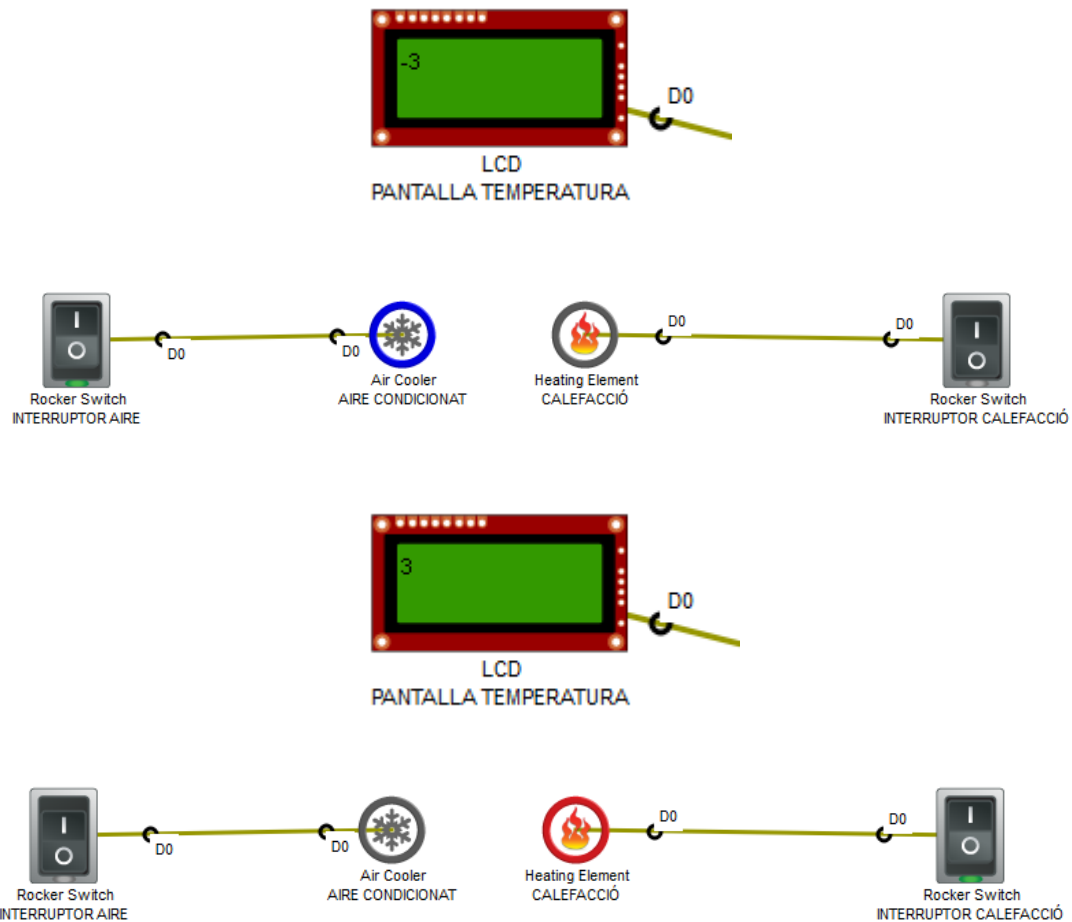 -3
D0
LCD
PANTALLA TEMPERATURA
D0
D0
D0
D0
Rocker Switch
INTERRUPTOR AIRE
Air Cooler
AIRE CONDICIONAT
Heating Element
CALEFACCIÓ
Rocker Switch
INTERRUPTOR CALEFACCIÓ
3
D0
LCD
PANTALLA TEMPERATURA
D0
D0
D0
D0
Rocker Switch
INTERRUPTOR AIRE
Air Cooler
AIRE CONDICIONAT
Heating Element
CALEFACCIÓ
Rocker Switch
INTERRUPTOR CALEFACCIÓ